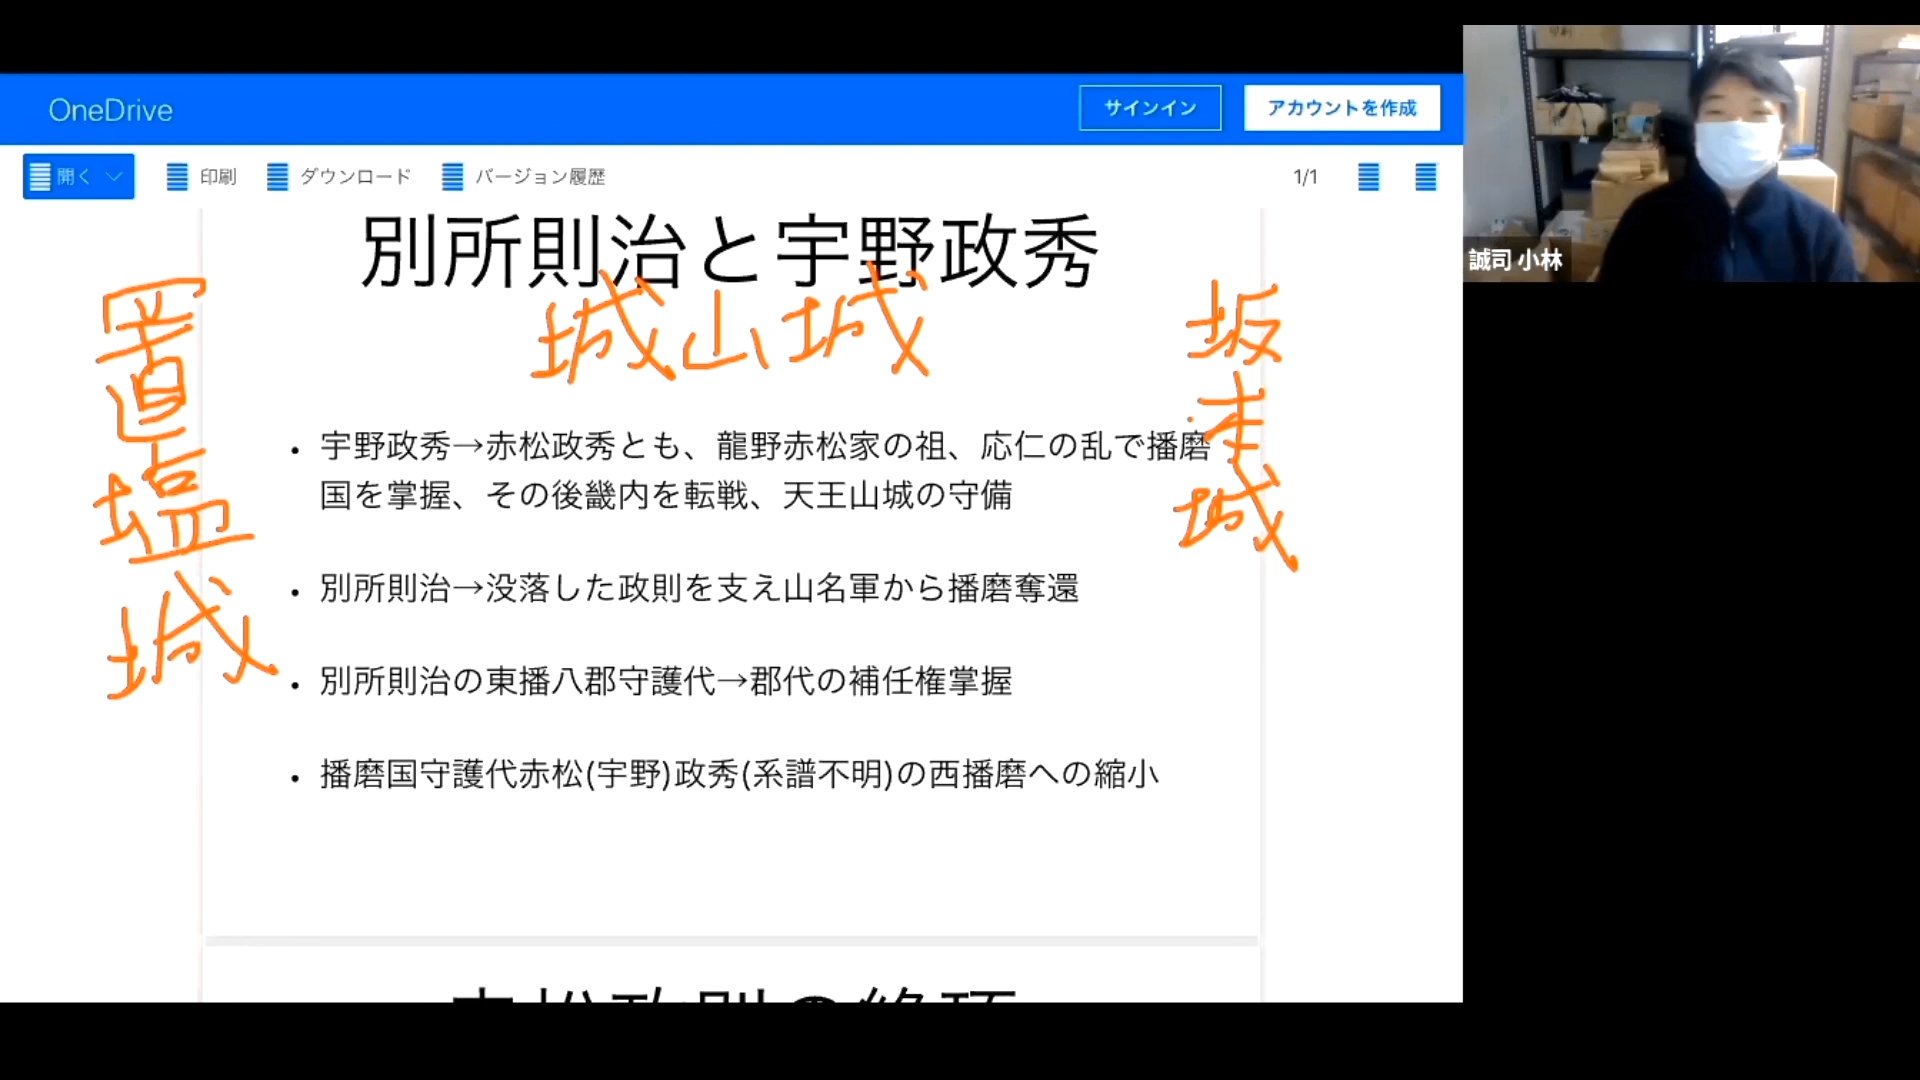 OneDrive
サインイン
アカウントを作成
開く
印刷
ダウンロード
バージョン履歴
1/1
別所則治と宇野政秀
城山城
置塩城
坂本城
・宇野政秀→赤松政秀とも、龍野赤松家の祖、応仁の乱で播磨
国を掌握、その後畿内を転戦、天王山城の守備
・別所則治→没落した政則を支え山名軍から播磨奪還
・別所則治の東播八郡守護代→郡代の補任権掌握
・播磨国守護代赤松(宇野)政秀(系譜不明)の西播磨への縮小
誠司 小林
印刷